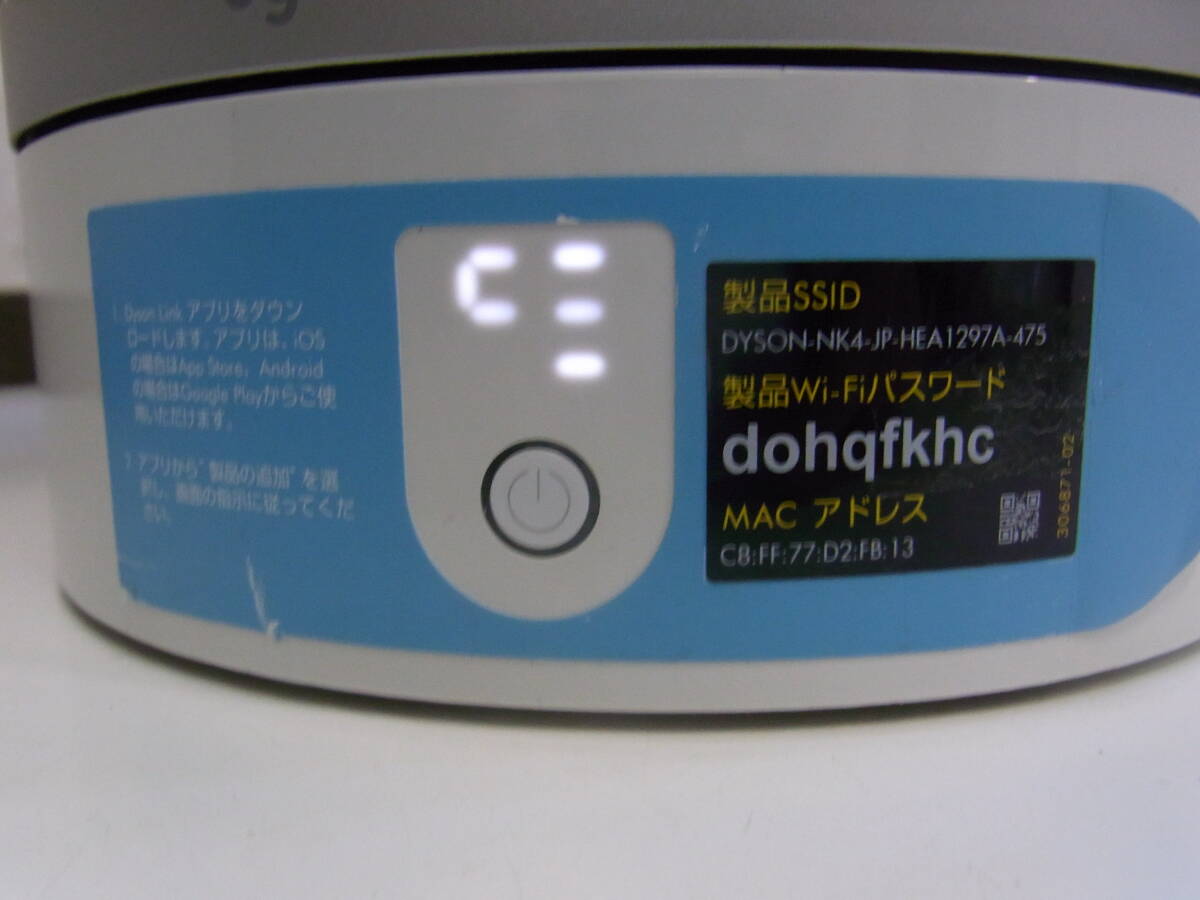 1. Dyson Link アプリをダウン
ロードします。アプリは、iOS
の場合はApp Store、Android
の場合はGoogle Playからご使
用いただけます。
2. アプリから"製品の追加"を選
択し、画面の指示に従ってくだ
さい。
製品SSID
DYSON-NK4-JP-HEA1297A-475
製品Wi-Fiパスワード
dohqfkhc
MAC アドレス
C8:FF:77:D2:FB:13
306871-02